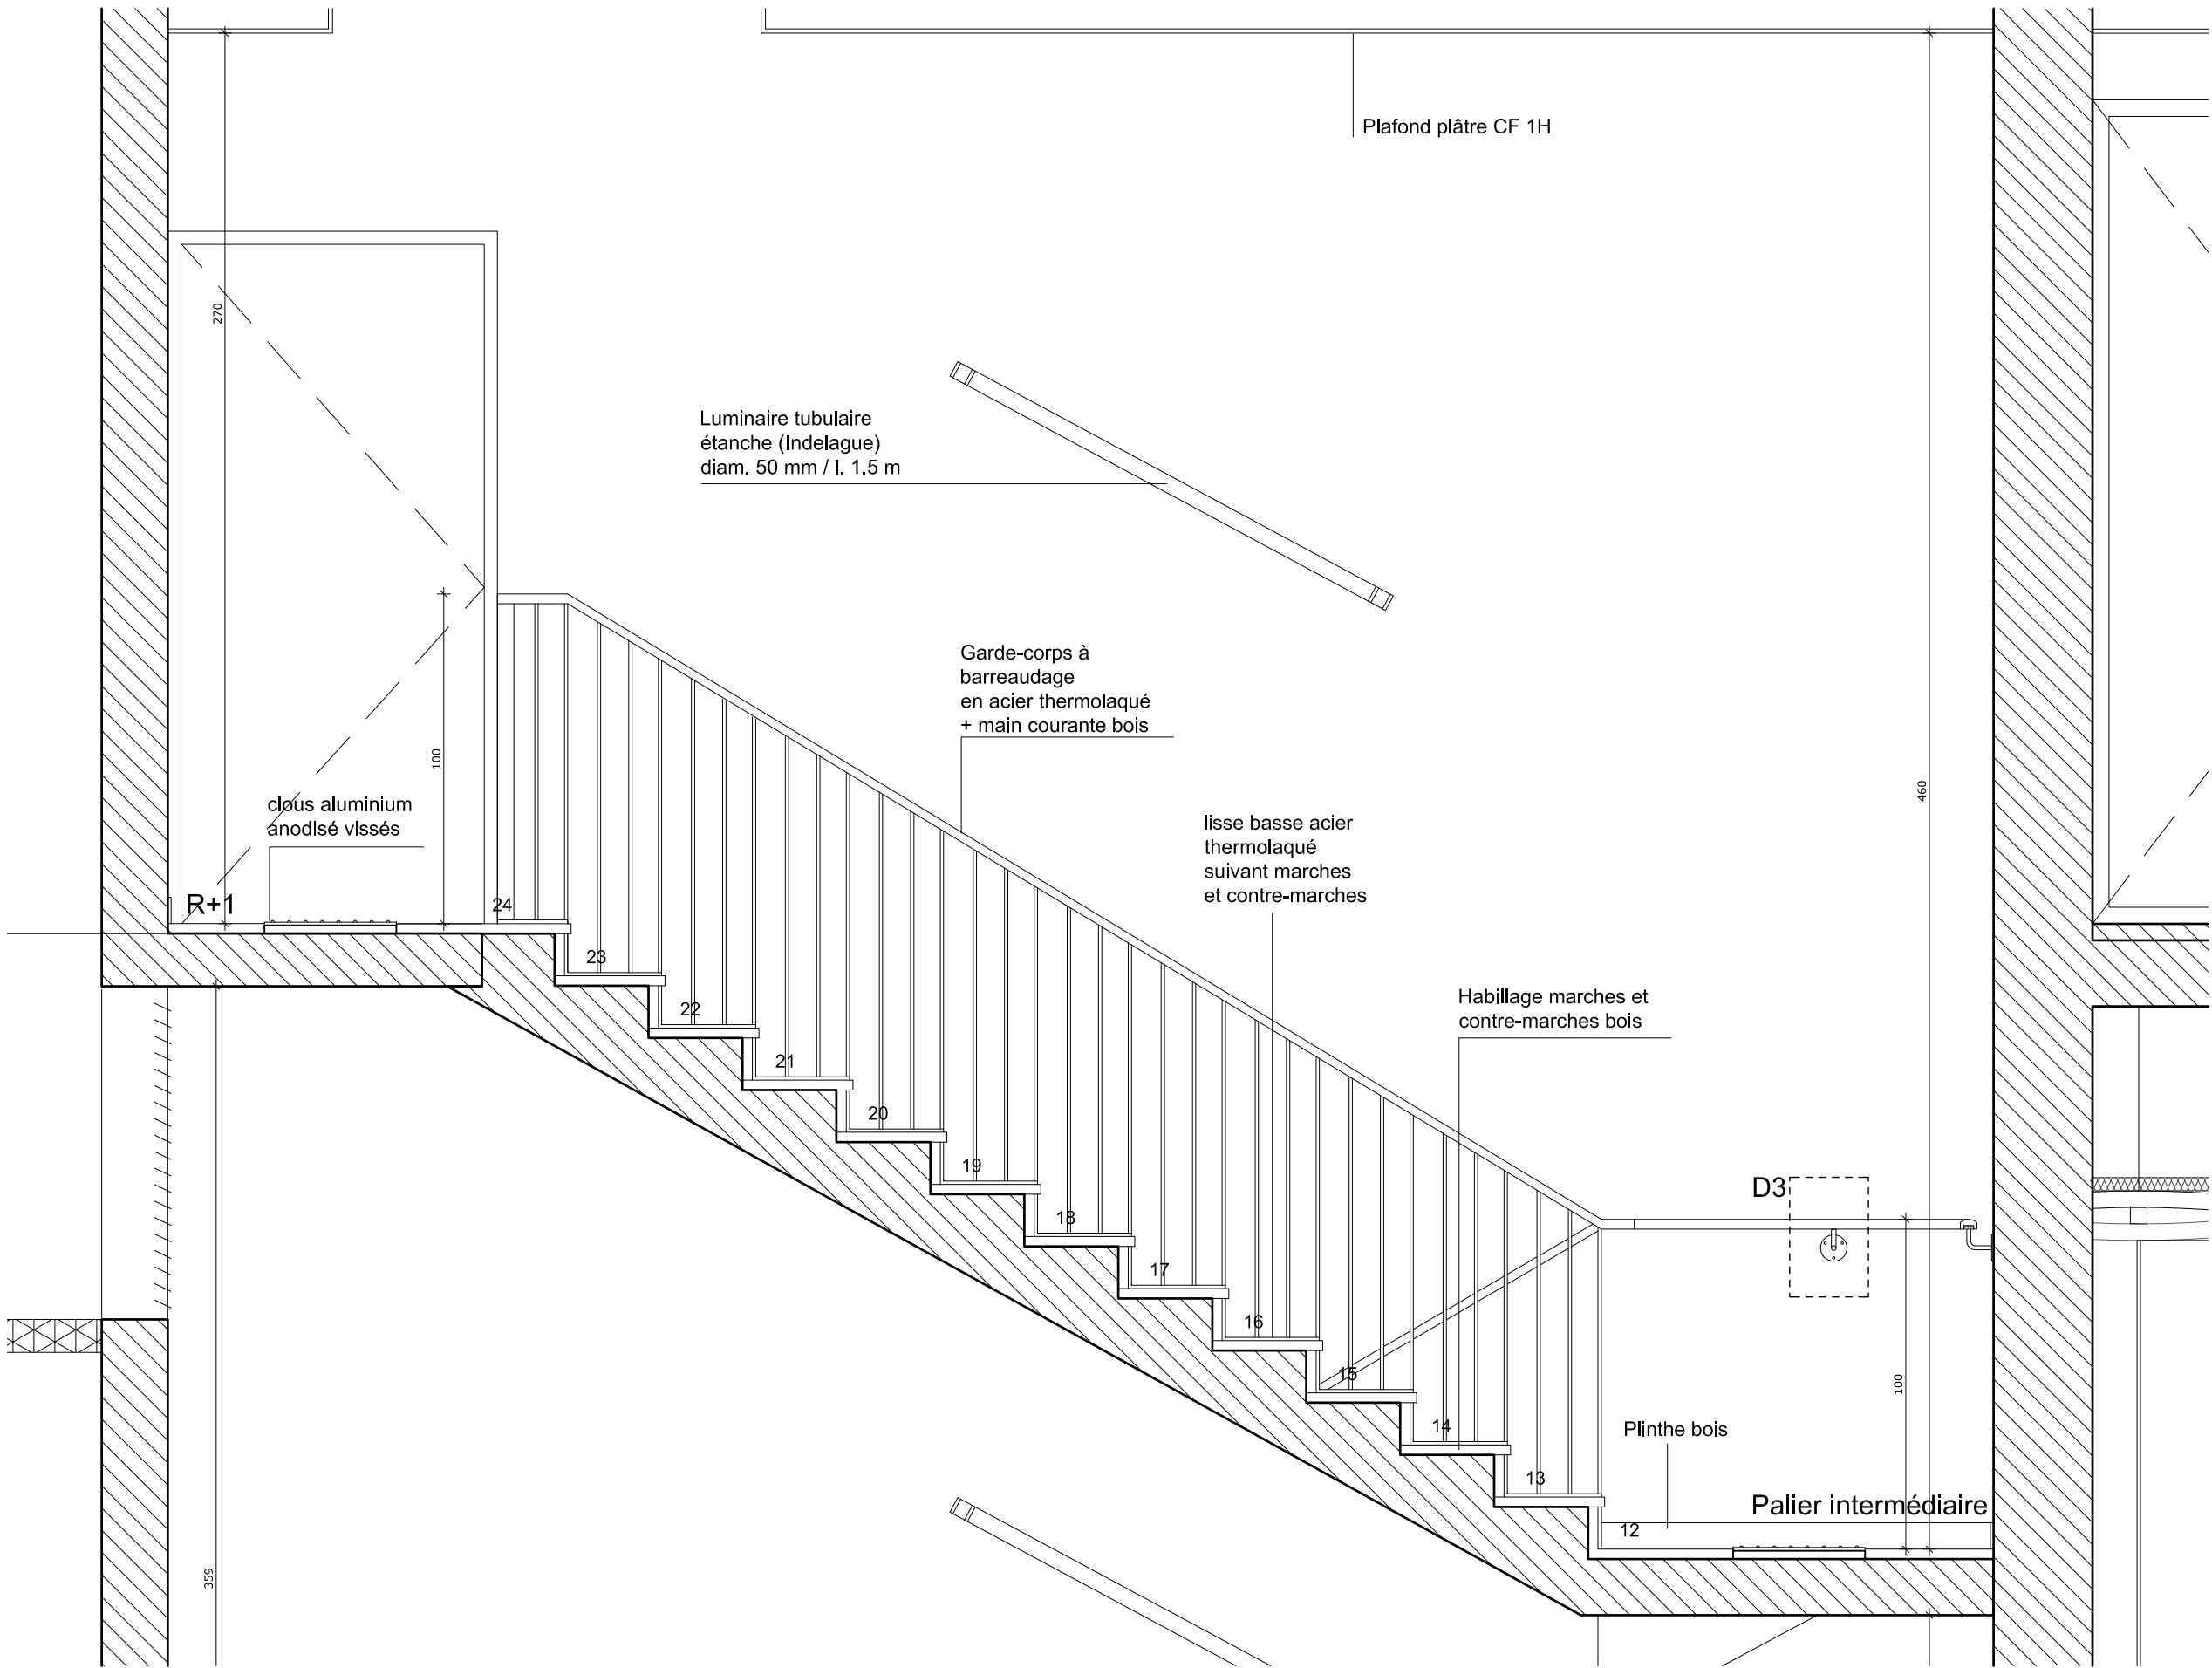 Plafond plâtre CF 1H
270
Luminaire tubulaire
étanche (Indelague)
diam. 50 mm / l. 1.5 m
Garde-corps à
barreaudage
en acier thermolaqué
+ main courante bois
100
460
clous aluminium
anodisé vissés
lisse basse acier
thermolaqué
suivant marches
et contre-marches
R+1
24
23
Habillage marches et
contre-marches bois
22
21
20
19
18
D3
17
16
15
100
14
Plinthe bois
13
Palier intermédiaire
12
359